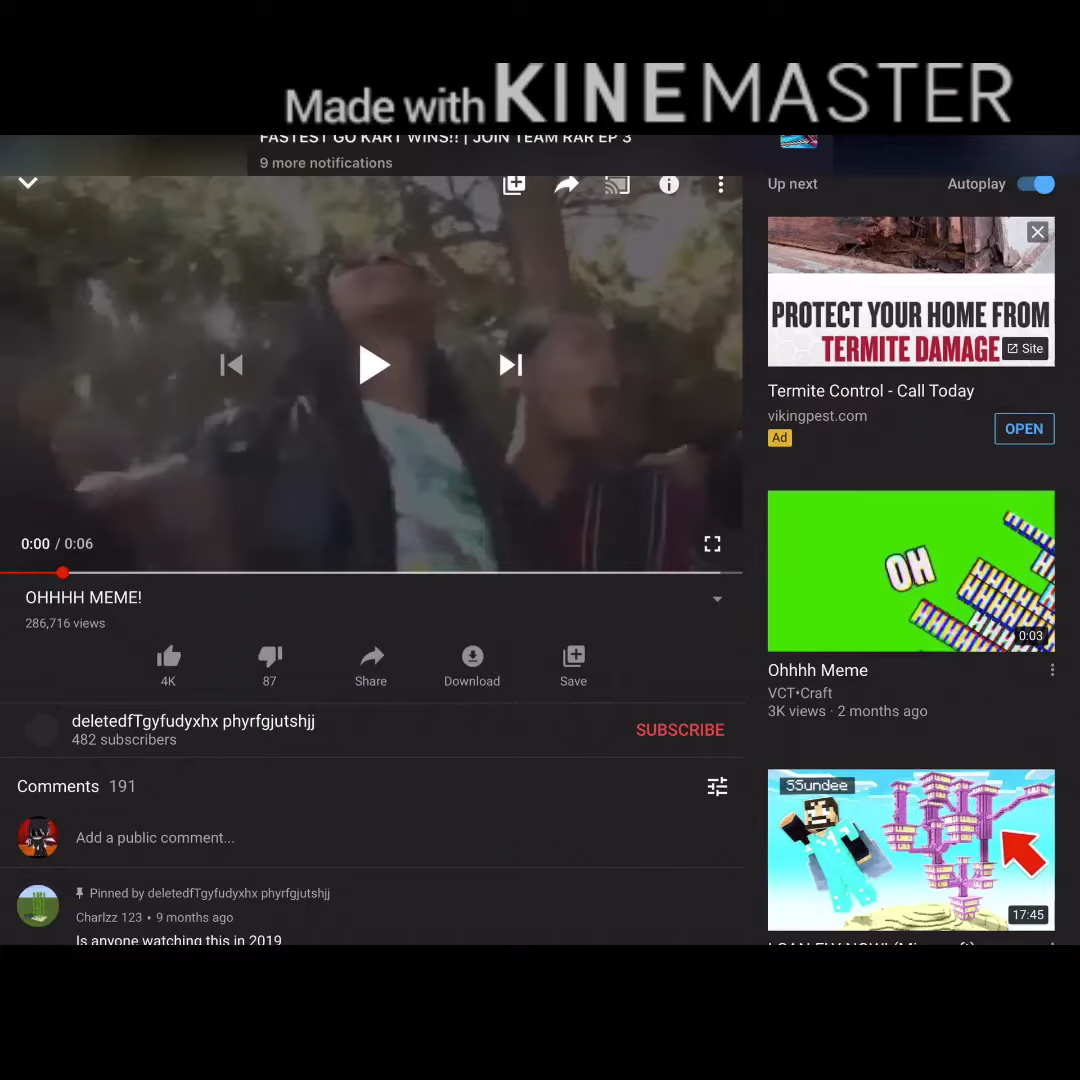 Made with KINEMASTER
FASTEST GO KART WINS!! | JOIN TEAM RAR EP 3
9 more notifications
Up next
Autoplay
PROTECT YOUR HOME FROM
TERMITE DAMAGE
Site
Termite Control - Call Today
vikingpest.com
Ad
OPEN
0:00 / 0:06
OHHHH MEME!
286,716 views
4K
87
Share
Download
Save
deletedfTgyfudyxhx phyrfgjutshjj
482 subscribers
SUBSCRIBE
Comments 191
Add a public comment...
Pinned by deletedfTgyfudyxhx phyrfgjutshjj
Charlzz 123 • 9 months ago
Is anyone watching this in 2019
OH
0:03
Ohhhh Meme
VCT•Craft
3K views · 2 months ago
SSundee
17:45